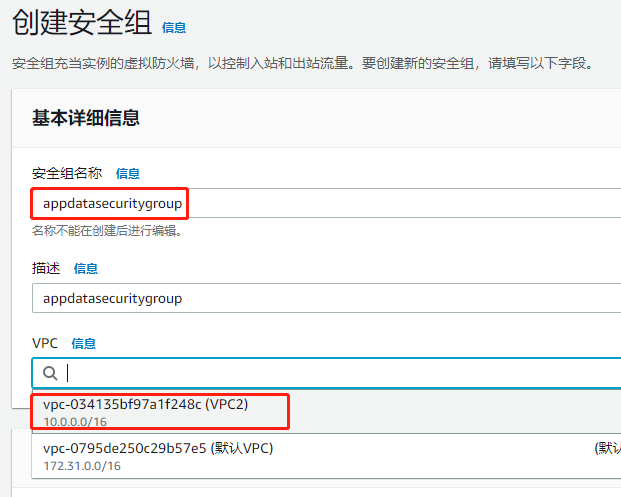 创建安全组 信息
安全组充当实例的虚拟防火墙，以控制入站和出站流量。要创建新的安全组，请填写以下字段。
基本详细信息
安全组名称 信息
appdatasecuritygroup
名称不能在创建后进行编辑。
描述 信息
appdatasecuritygroup
VPC 信息
vpc-034135bf97a1f248c (VPC2)
10.0.0.0/16
vpc-0795de250c29b57e5 (默认VPC) (默认
172.31.0.0/16